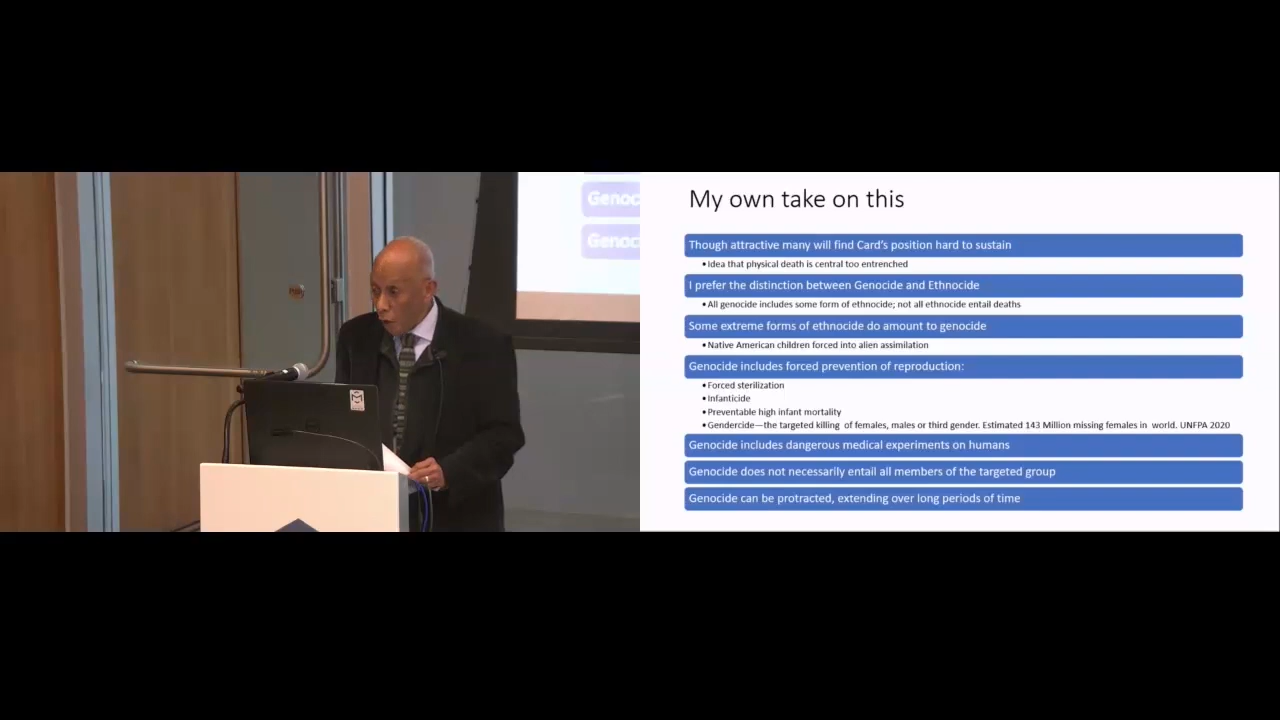 Genoc
Genoc
My own take on this
Though attractive many will find Card's position hard to sustain
•Idea that physical death is central too entrenched
I prefer the distinction between Genocide and Ethnocide
•All genocide includes some form of ethnocide; not all ethnocide entail deaths
Some extreme forms of ethnocide do amount to genocide
•Native American children forced into alien assimilation
Genocide includes forced prevention of reproduction:
•Forced sterilization
•Infanticide
•Preventable high infant mortality
•Gendercide—the targeted killing of females, males or third gender. Estimated 143 Million missing females in world. UNFPA 2020
Genocide includes dangerous medical experiments on humans
Genocide does not necessarily entail all members of the targeted group
Genocide can be protracted, extending over long periods of time